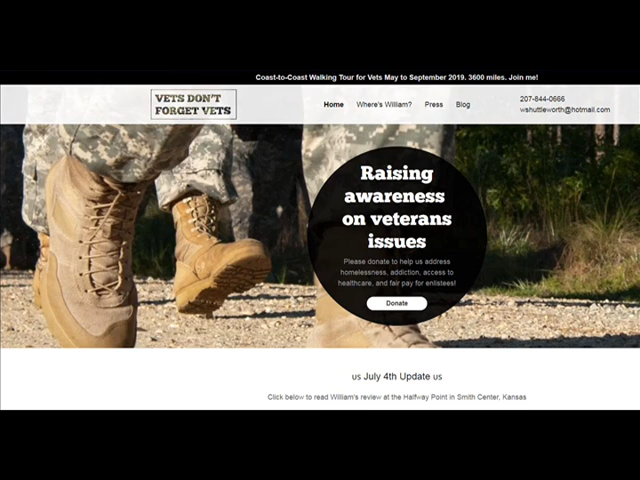 Coast-to-Coast Walking Tour for Vets May to September 2019. 3600 miles. Join me!
VETS DON'T
FORGET VETS
Home Where's William? Press Blog
207-844-0666
wshuttleworth@hotmail.com
Raising
awareness
on veterans
issues
Please donate to help us address
homelessness, addiction, access to
healthcare, and fair pay for enlistees!
Donate
us July 4th Update us
Click below to read William's review at the Halfway Point in Smith Center, Kansas